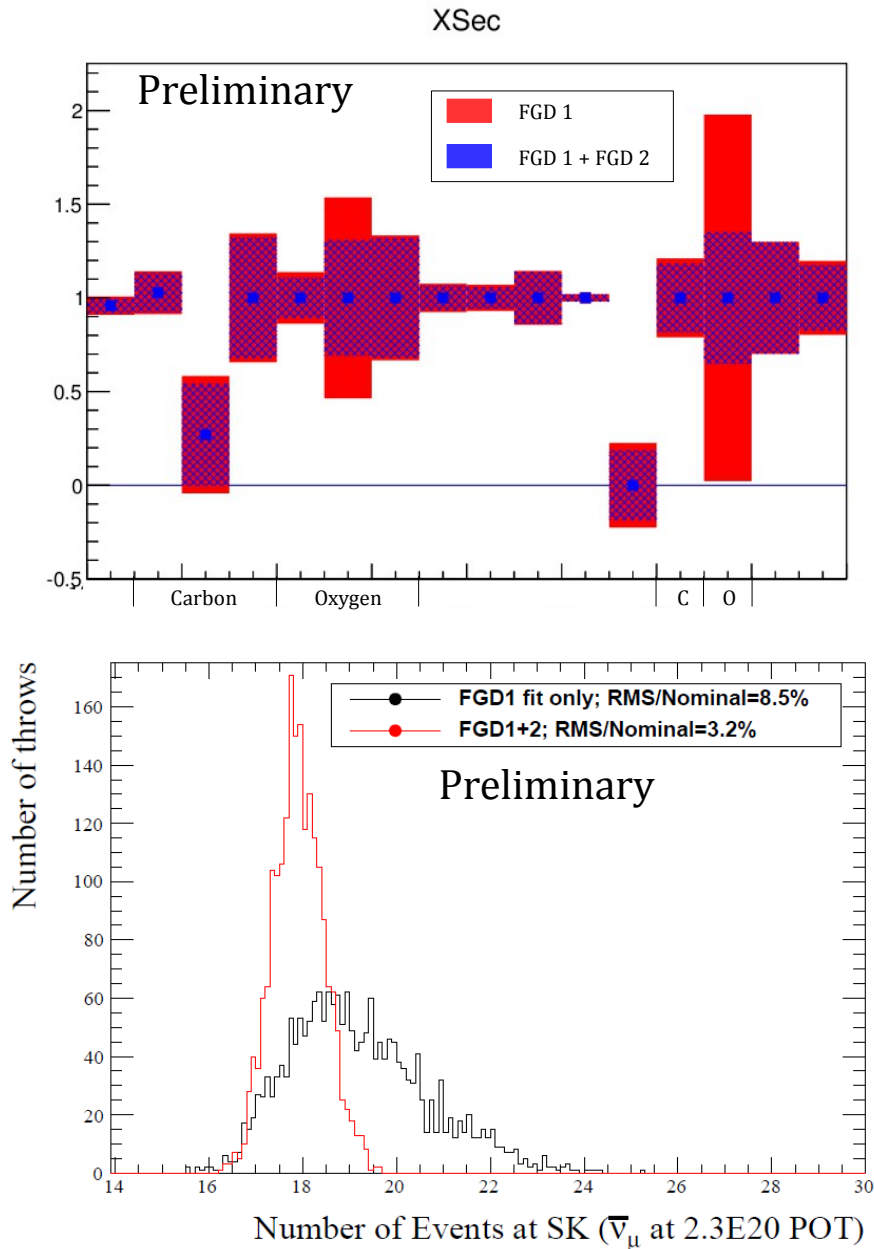 XSec
Preliminary
FGD 1
FGD 1 + FGD 2
2
1.5
1
0.5
0
-0.5
Carbon
Oxygen
C
O
Number of throws
160
140
120
100
80
60
40
20
0
FGD1 fit only; RMS/Nominal=8.5%
FGD1+2; RMS/Nominal=3.2%
Preliminary
14 16 18 20 22 24 26 28 30
Number of Events at SK (ν̅μ at 2.3E20 POT)